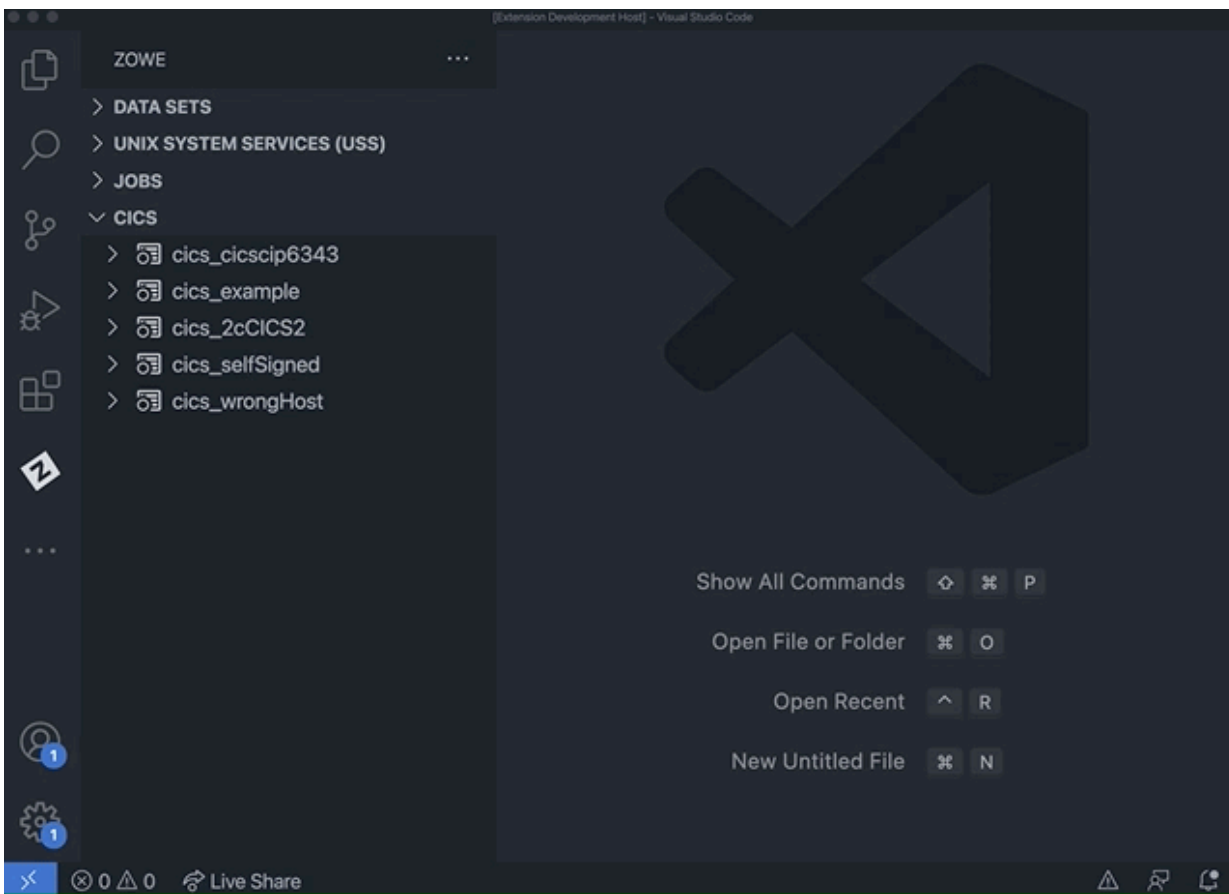 [Extension Development Host] - Visual Studio Code
ZOWE
DATA SETS
UNIX SYSTEM SERVICES (USS)
JOBS
CICS
cics_cicscip6343
cics_example
cics_2cCICS2
cics_selfSigned
cics_wrongHost
Show All Commands ⇧ ⌘ P
Open File or Folder ⌘ O
Open Recent ^ R
New Untitled File ⌘ N
1
1
0 0 Live Share